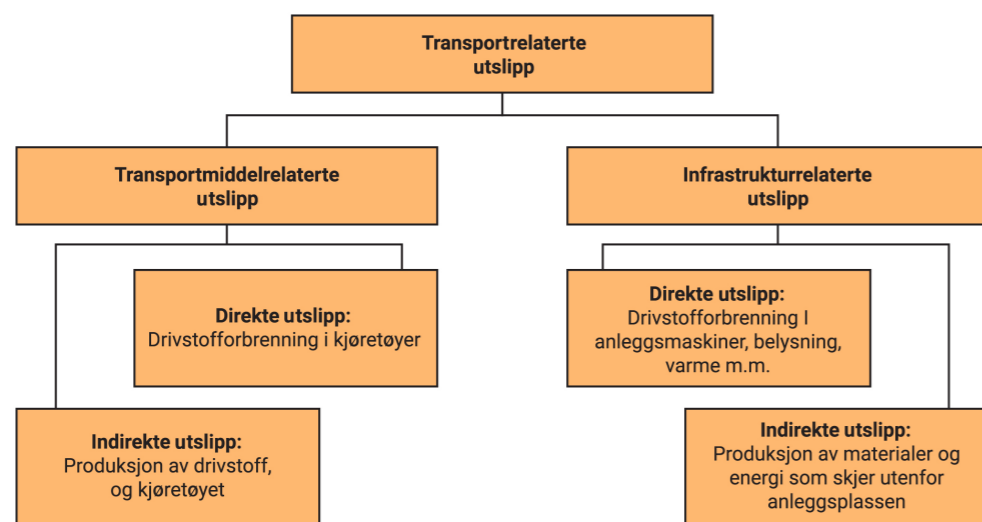 Transportrelaterte
utslipp
Transportmiddelrelaterte
utslipp
Infrastrukturrelaterte
utslipp
Direkte utslipp:
Drivstofforbrenning i kjøretøyer
Direkte utslipp:
Drivstofforbrenning I
anleggsmaskiner, belysning,
varme m.m.
Indirekte utslipp:
Produksjon av drivstoff,
og kjøretøyet
Indirekte utslipp:
Produksjon av materialer og
energi som skjer utenfor
anleggsplassen